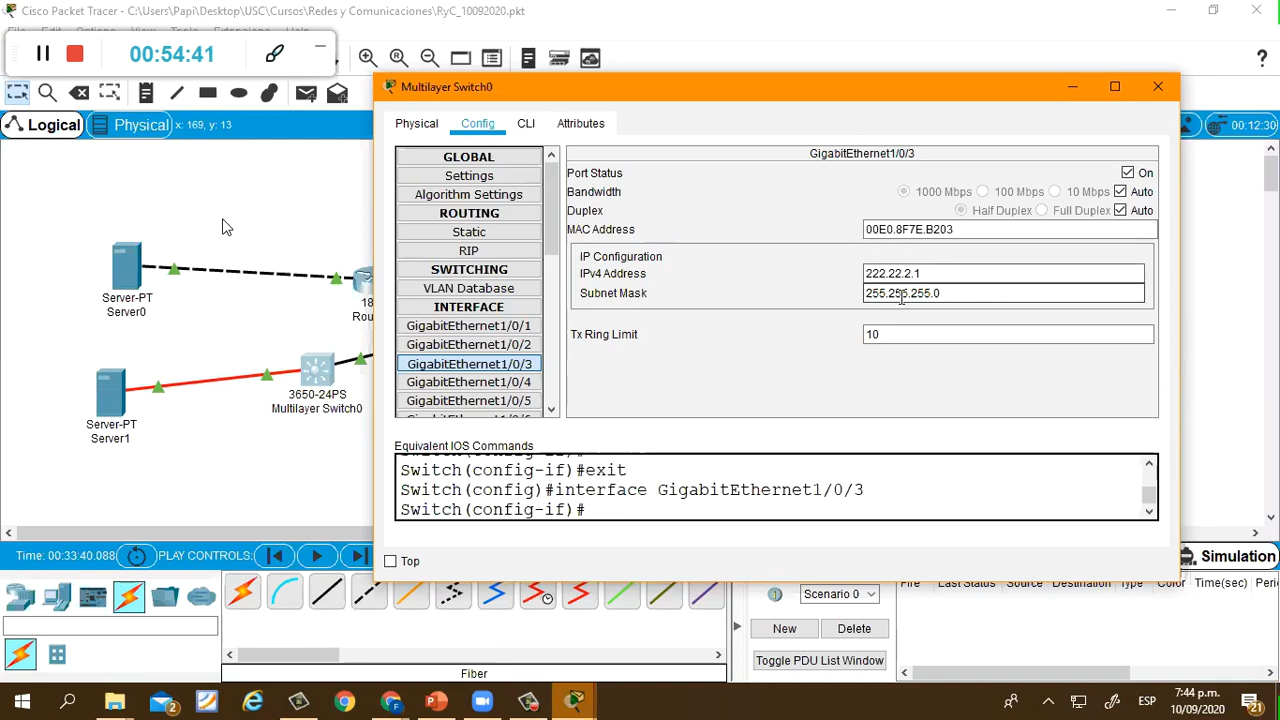 Cisco Packet Tracer - C:\Users\Papi\Desktop\USC\Cursos\Redes y Comunicaciones\RyC_10092020.pkt
00:54:41
Logical
Physical
x: 169, y: 13
00:12:30
Server-PT
Server0
18
Rou
3650-24PS
Multilayer Switch0
Server-PT
Server1
Multilayer Switch0
Physical
Config
CLI
Attributes
GLOBAL
Settings
Algorithm Settings
ROUTING
Static
RIP
SWITCHING
VLAN Database
INTERFACE
GigabitEthernet1/0/1
GigabitEthernet1/0/2
GigabitEthernet1/0/3
GigabitEthernet1/0/4
GigabitEthernet1/0/5
GigabitEthernet1/0/3
Port Status
On
Bandwidth
1000 Mbps
100 Mbps
10 Mbps
Auto
Duplex
Half Duplex
Full Duplex
Auto
MAC Address
00E0.8F7E.B203
IP Configuration
IPv4 Address
222.22.2.1
Subnet Mask
255.255.255.0
Tx Ring Limit
10
Equivalent IOS Commands
Switch(config-if)#exit
Switch(config)#interface GigabitEthernet1/0/3
Switch(config-if)#
Top
Time: 00:33:40.088
PLAY CONTROLS:
Simulation
Fire
Last Status
Source
Destination
Type
Color
Time(sec)
Peri
Scenario 0
New
Delete
Toggle PDU List Window
Fiber
2
ESP
7:44 p.m.
10/09/2020
21